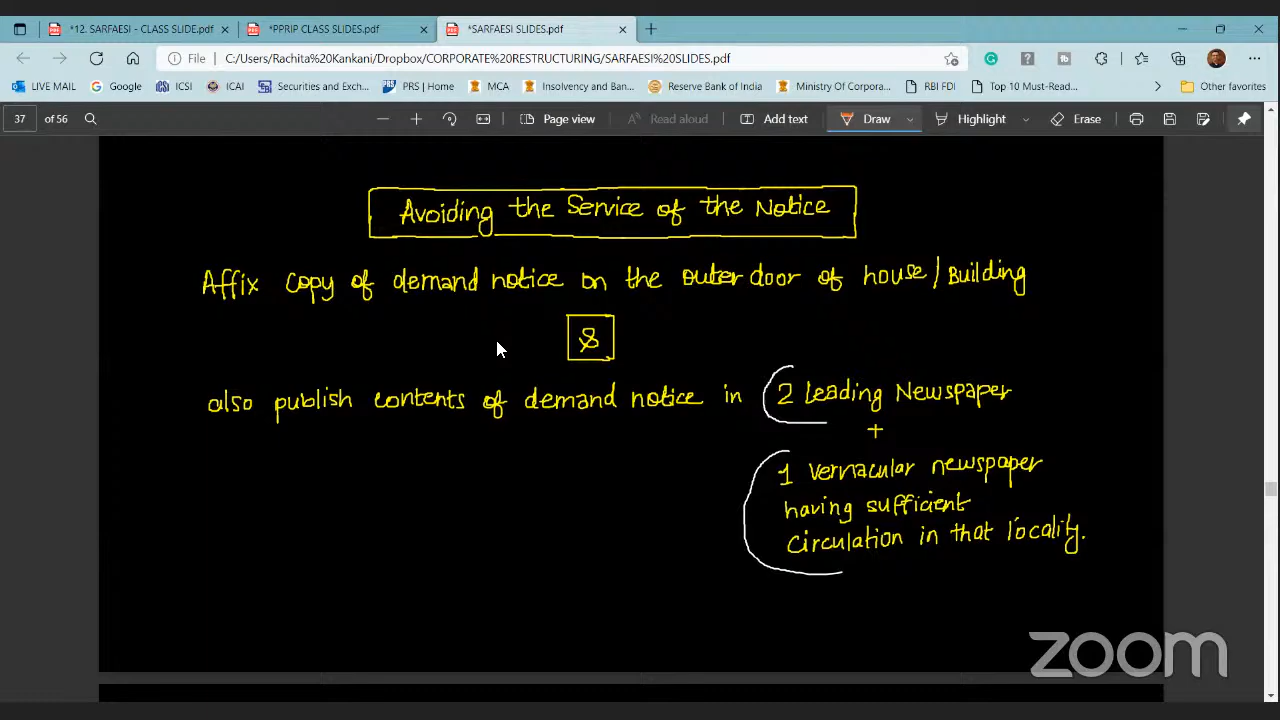 *12. SARFAESI - CLASS SLIDE.pdf
*PPRIP CLASS SLIDES.pdf
*SARFAESI SLIDES.pdf
File C:/Users/Rachita%20Kankani/Dropbox/CORPORATE%20RESTRUCTURING/SARFAESI%20SLIDES.pdf
LIVE MAIL Google ICSI ICAI Securities and Exch... PRS | Home MCA Insolvency and Ban... Reserve Bank of India Ministry Of Corpora... RBI FDI Top 10 Must-Read... Other favorites
37 of 56 Page view Read aloud Add text Draw Highlight Erase
Avoiding the Service of the Notice
Affix copy of demand notice on the outer door of house/Building
&
also publish contents of demand notice in 2 Leading Newspaper
+
1 vernacular newspaper
having sufficient
circulation in that locality.
zoom